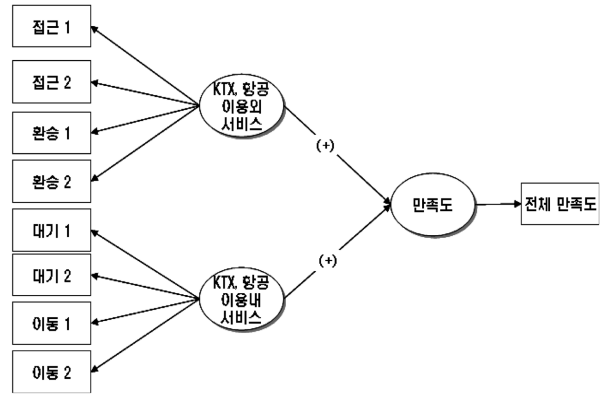 접근 1
접근 2
환승 1
환승 2
대기 1
대기 2
이동 1
이동 2
KTX, 항공
이용외
서비스
KTX, 항공
이용내
서비스
(+)
(+)
만족도
전체 만족도